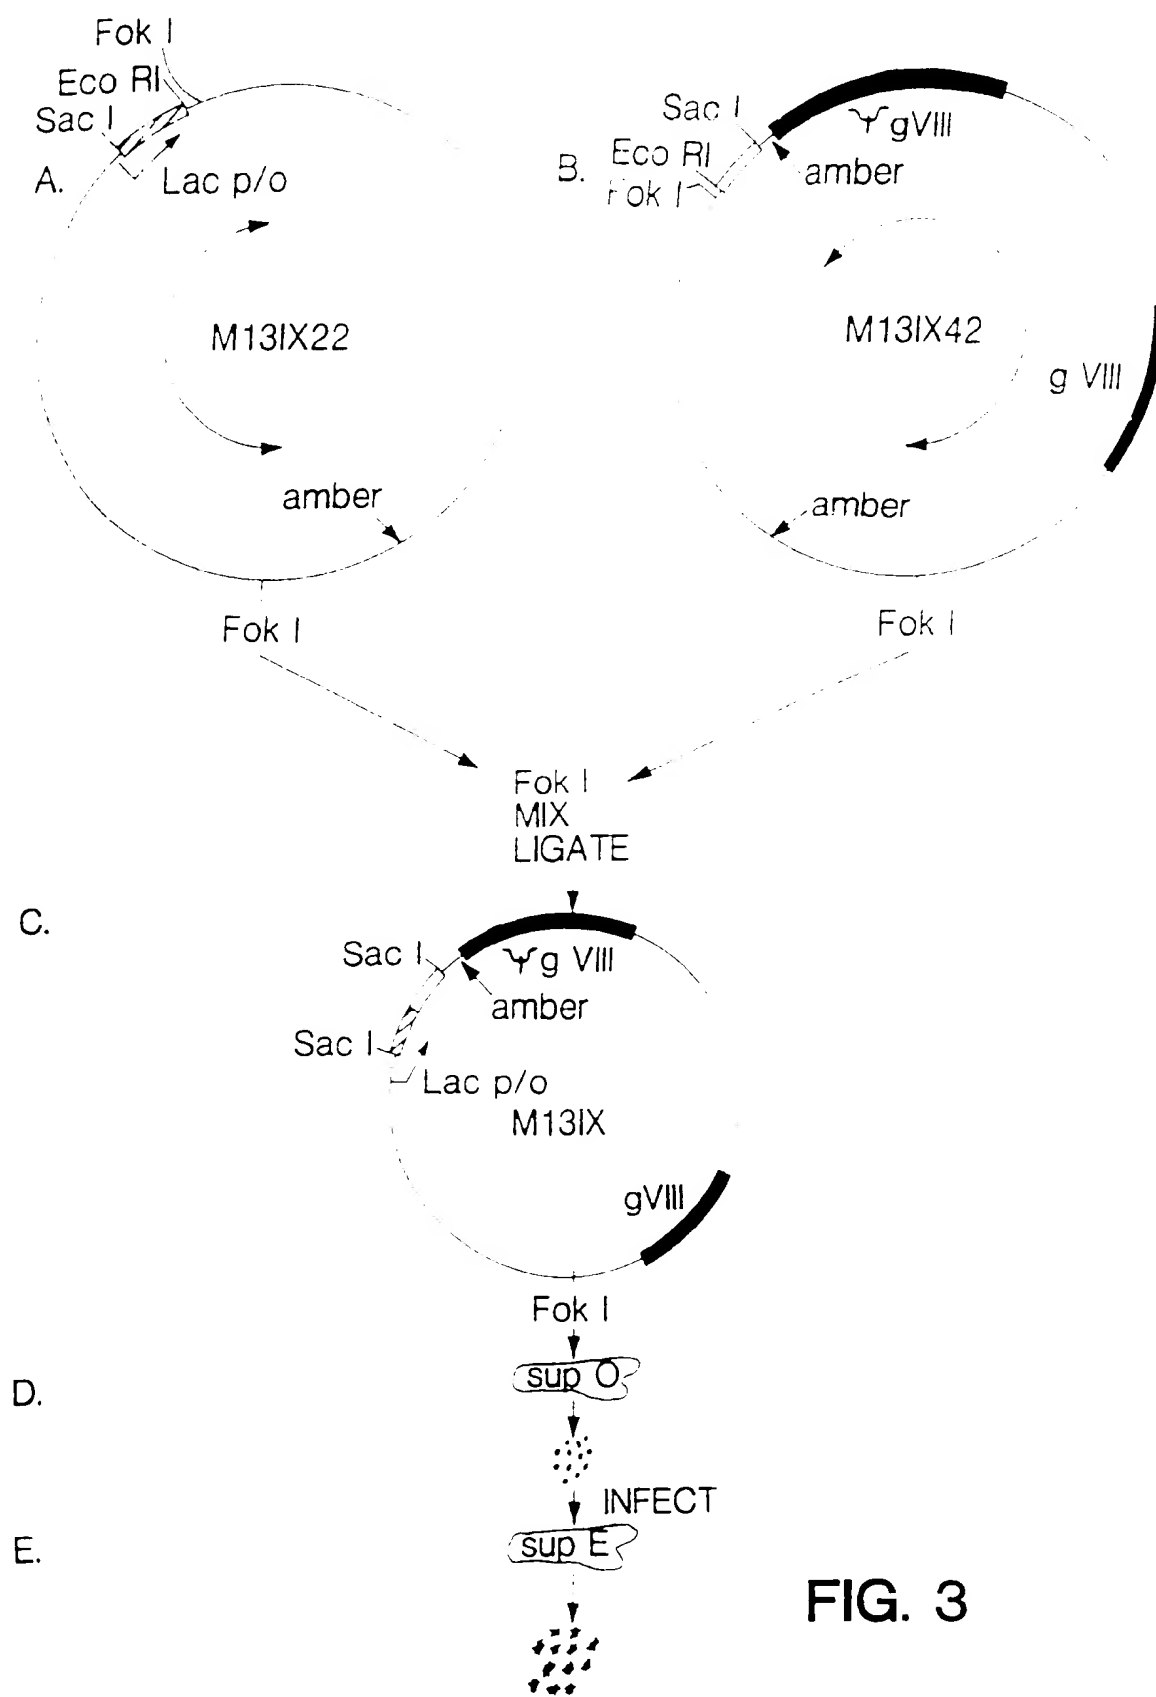 Fok I
Eco RI
Sac I
A.
Lac p/o
M13IX22
amber
Fok I
Sac I
Eco RI
Fok I
B.
gVIII
amber
M13IX42
g VIII
amber
Fok I
Fok I
MIX
LIGATE
C.
Sac I
g VIII
amber
Sac I
Lac p/o
M13IX
gVIII
Fok I
D.
sup O
INFECT
E.
sup E
FIG. 3